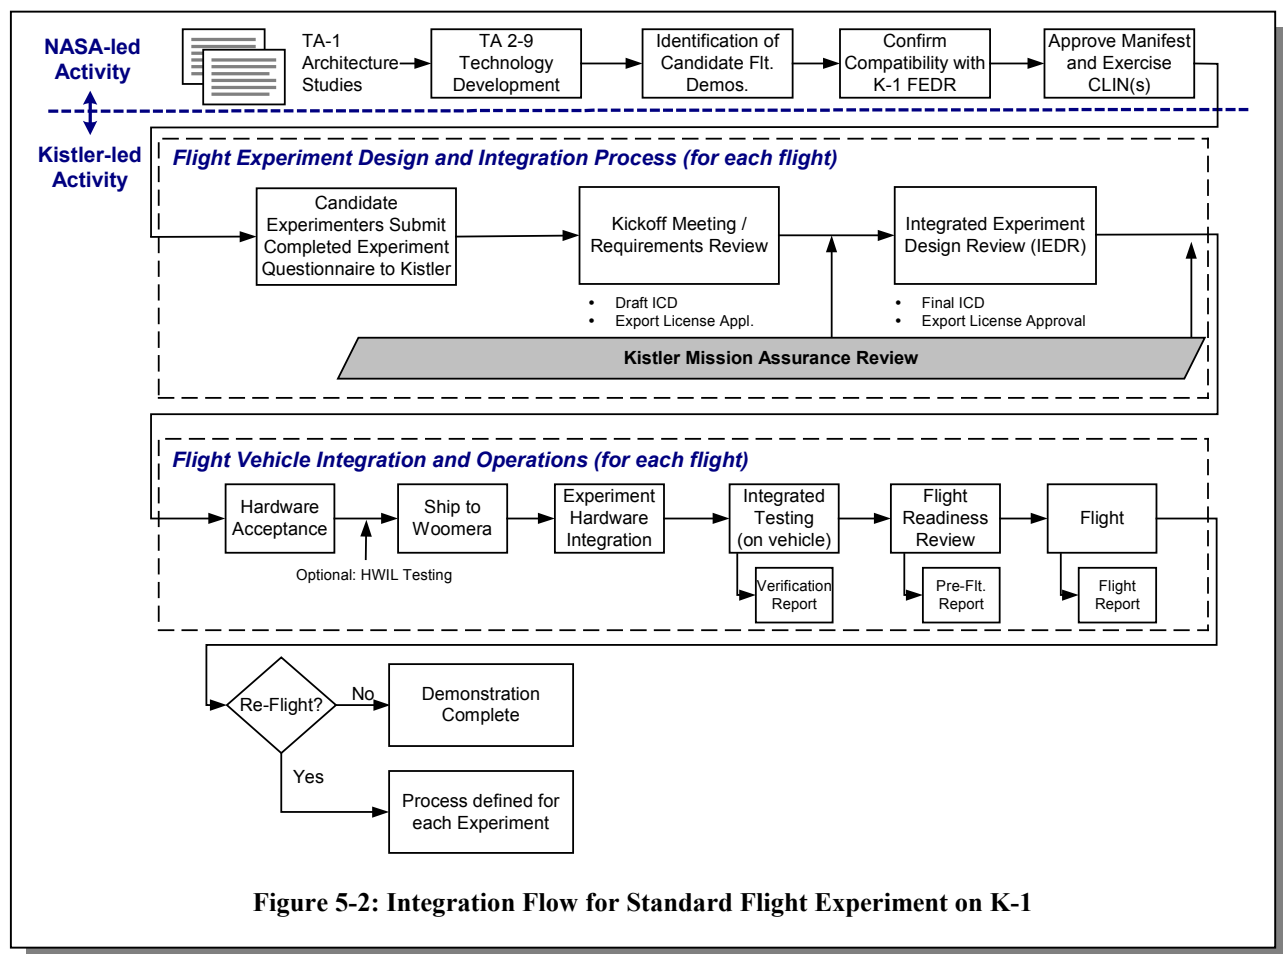 NASA-led
Activity
TA-1
Architecture
Studies
TA 2-9
Technology
Development
Identification of
Candidate Flt.
Demos.
Confirm
Compatibility with
K-1 FEDR
Approve Manifest
and Exercise
CLIN(s)
Kistler-led
Activity
Flight Experiment Design and Integration Process (for each flight)
Candidate
Experimenters Submit
Completed Experiment
Questionnaire to Kistler
Kickoff Meeting /
Requirements Review
Integrated Experiment
Design Review (IEDR)
• Draft ICD
• Export License Appl.
• Final ICD
• Export License Approval
Kistler Mission Assurance Review
Flight Vehicle Integration and Operations (for each flight)
Hardware
Acceptance
Ship to
Woomera
Experiment
Hardware
Integration
Integrated
Testing
(on vehicle)
Flight
Readiness
Review
Flight
Optional: HWIL Testing
Verification
Report
Pre-Flt.
Report
Flight
Report
Re-Flight?
No
Demonstration
Complete
Yes
Process defined for
each Experiment
Figure 5-2: Integration Flow for Standard Flight Experiment on K-1